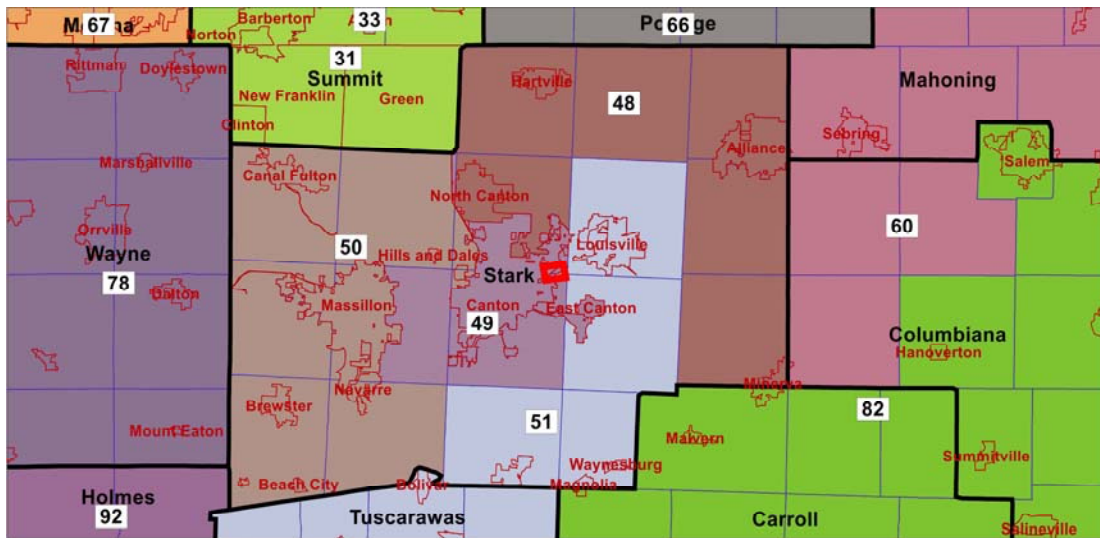 Medina
67
Norton
Barberton
Akron
33
Portage
66
Rittman
Doylestown
31
Summit
Hartville
48
Mahoning
New Franklin
Green
Clinton
Sebring
Alliance
Salem
Marshallville
Canal Fulton
North Canton
Orrville
Wayne
78
50
Hills and Dales
Louisville
60
Stark
Dalton
Massillon
Canton
49
East Canton
Columbiana
Hanoverton
Navarre
Minerva
Brewster
51
82
Mount Eaton
Malvern
Waynesburg
Summitville
Holmes
92
Beach City
Bolivar
Magnolia
Tuscarawas
Carroll
Salineville